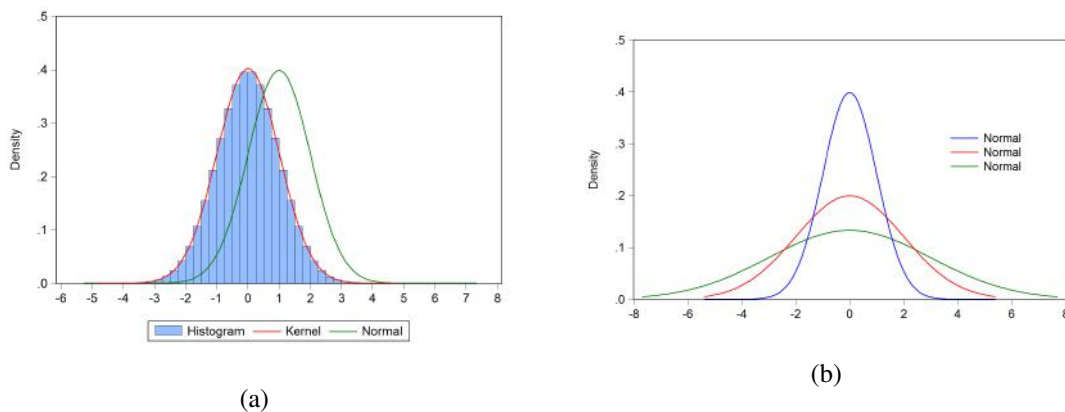 .5
.4
.3
.2
.1
.0
Density
-6 -5 -4 -3 -2 -1 0 1 2 3 4 5 6 7 8
Histogram Kernel Normal
(a)
.5
.4
.3
.2
.1
.0
Density
Normal
Normal
Normal
-8 -6 -4 -2 0 2 4 6 8
(b)